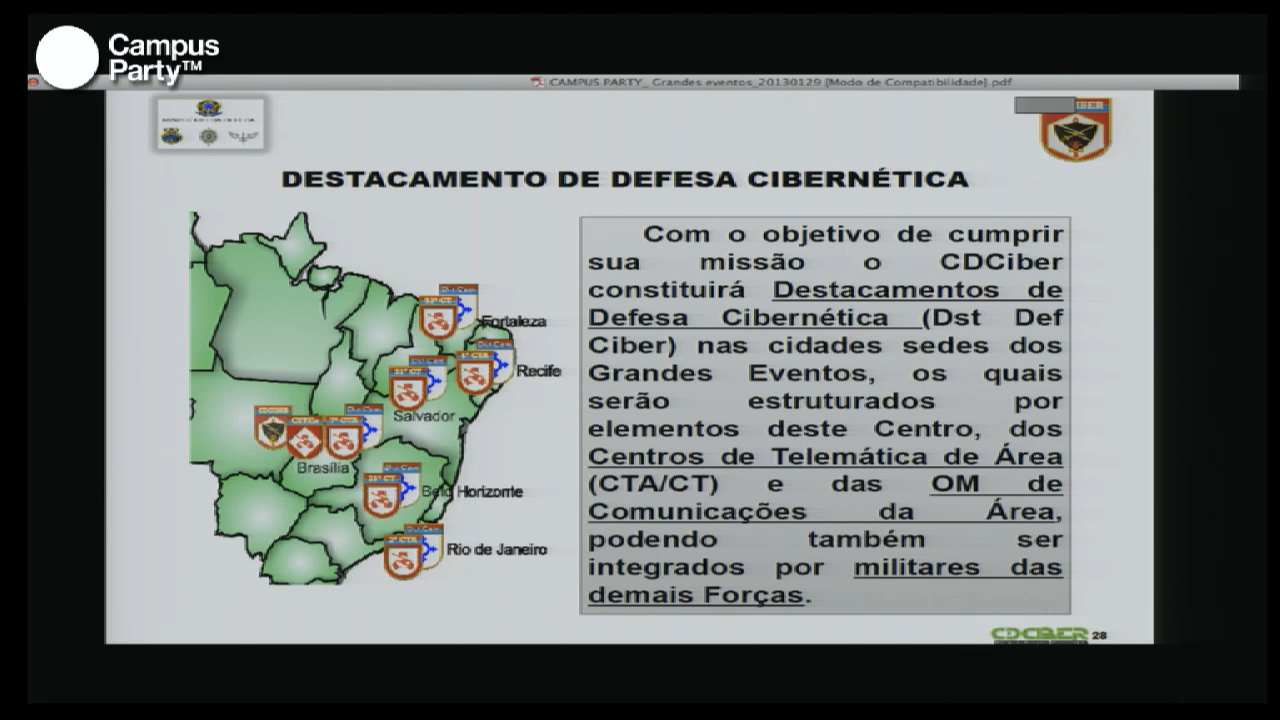 Campus
Party™
CAMPUS PARTY_ Grandes eventos_20130129 [Modo de Compatibilidade].pdf
DESTACAMENTO DE DEFESA CIBERNÉTICA
Com o objetivo de cumprir
sua missão o CDCiber
constituirá Destacamentos de
Defesa Cibernética (Dst Def
Ciber) nas cidades sedes dos
Grandes Eventos, os quais
serão estruturados por
elementos deste Centro, dos
Centros de Telemática de Área
(CTA/CT) e das OM de
Comunicações da Área,
podendo também ser
integrados por militares das
demais Forças.
Fortaleza
Recife
Salvador
Brasília
Belo Horizonte
Rio de Janeiro
CDCIBER 28